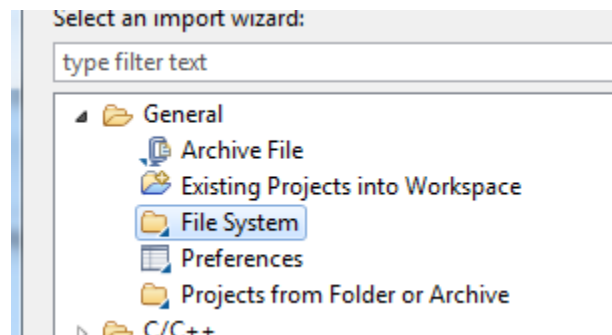 Select an import wizard:
type filter text
General
Archive File
Existing Projects into Workspace
File System
Preferences
Projects from Folder or Archive
C/C++